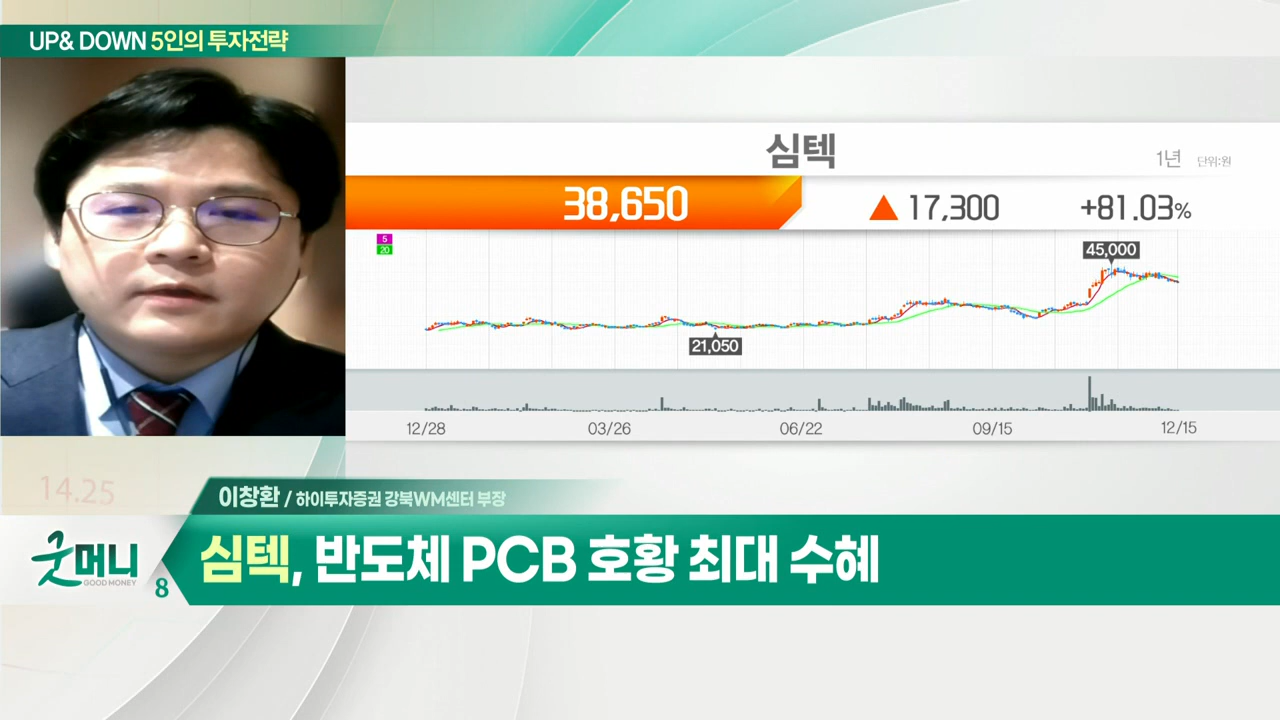 UP& DOWN 5인의 투자전략
심텍
1년 단위:원
38,650
▲ 17,300
+81.03%
5
20
45,000
21,050
12/28
03/26
06/22
09/15
12/15
14.25
이창환 / 하이투자증권 강북WM센터 부장
굿머니
GOOD MONEY
8
심텍, 반도체 PCB 호황 최대 수혜